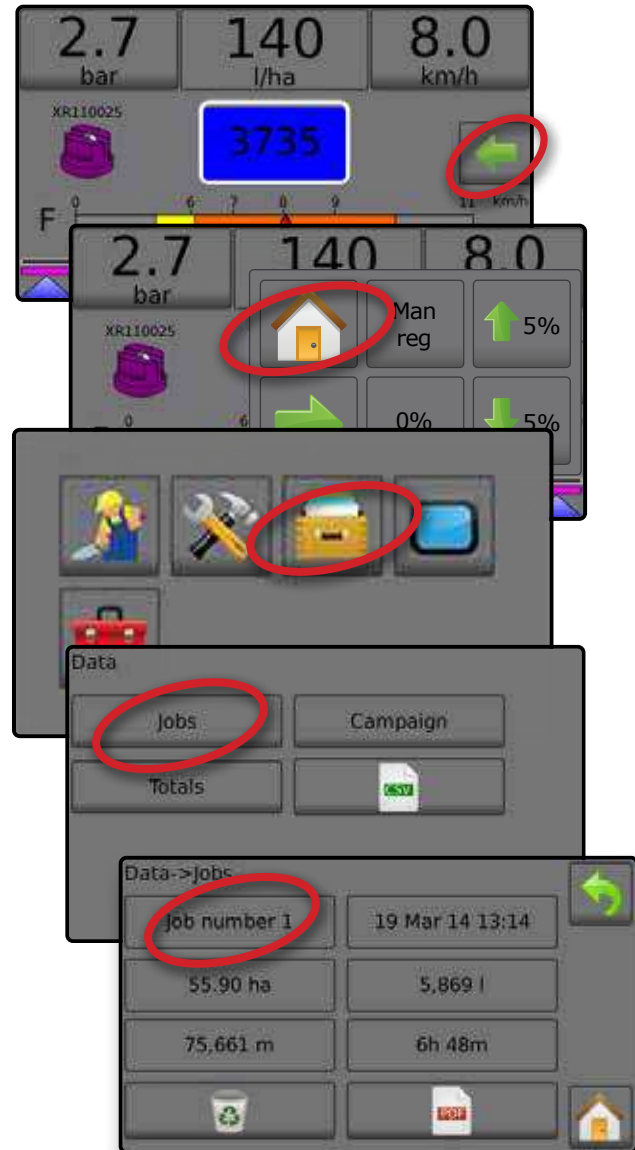 2.7 140 8.0
bar l/ha km/h
XR110025
3735
0 6 7 8 9 11 km/h
F
2.7 140 8.0
bar
XR110025
Man reg
5%
0 6
0%
5%
Data
Jobs Campaign
Totals CSV
Data->Jobs
Job number 1 19 Mar 14 13:14
55.90 ha 5,869 l
75,661 m 6h 48m
PDF